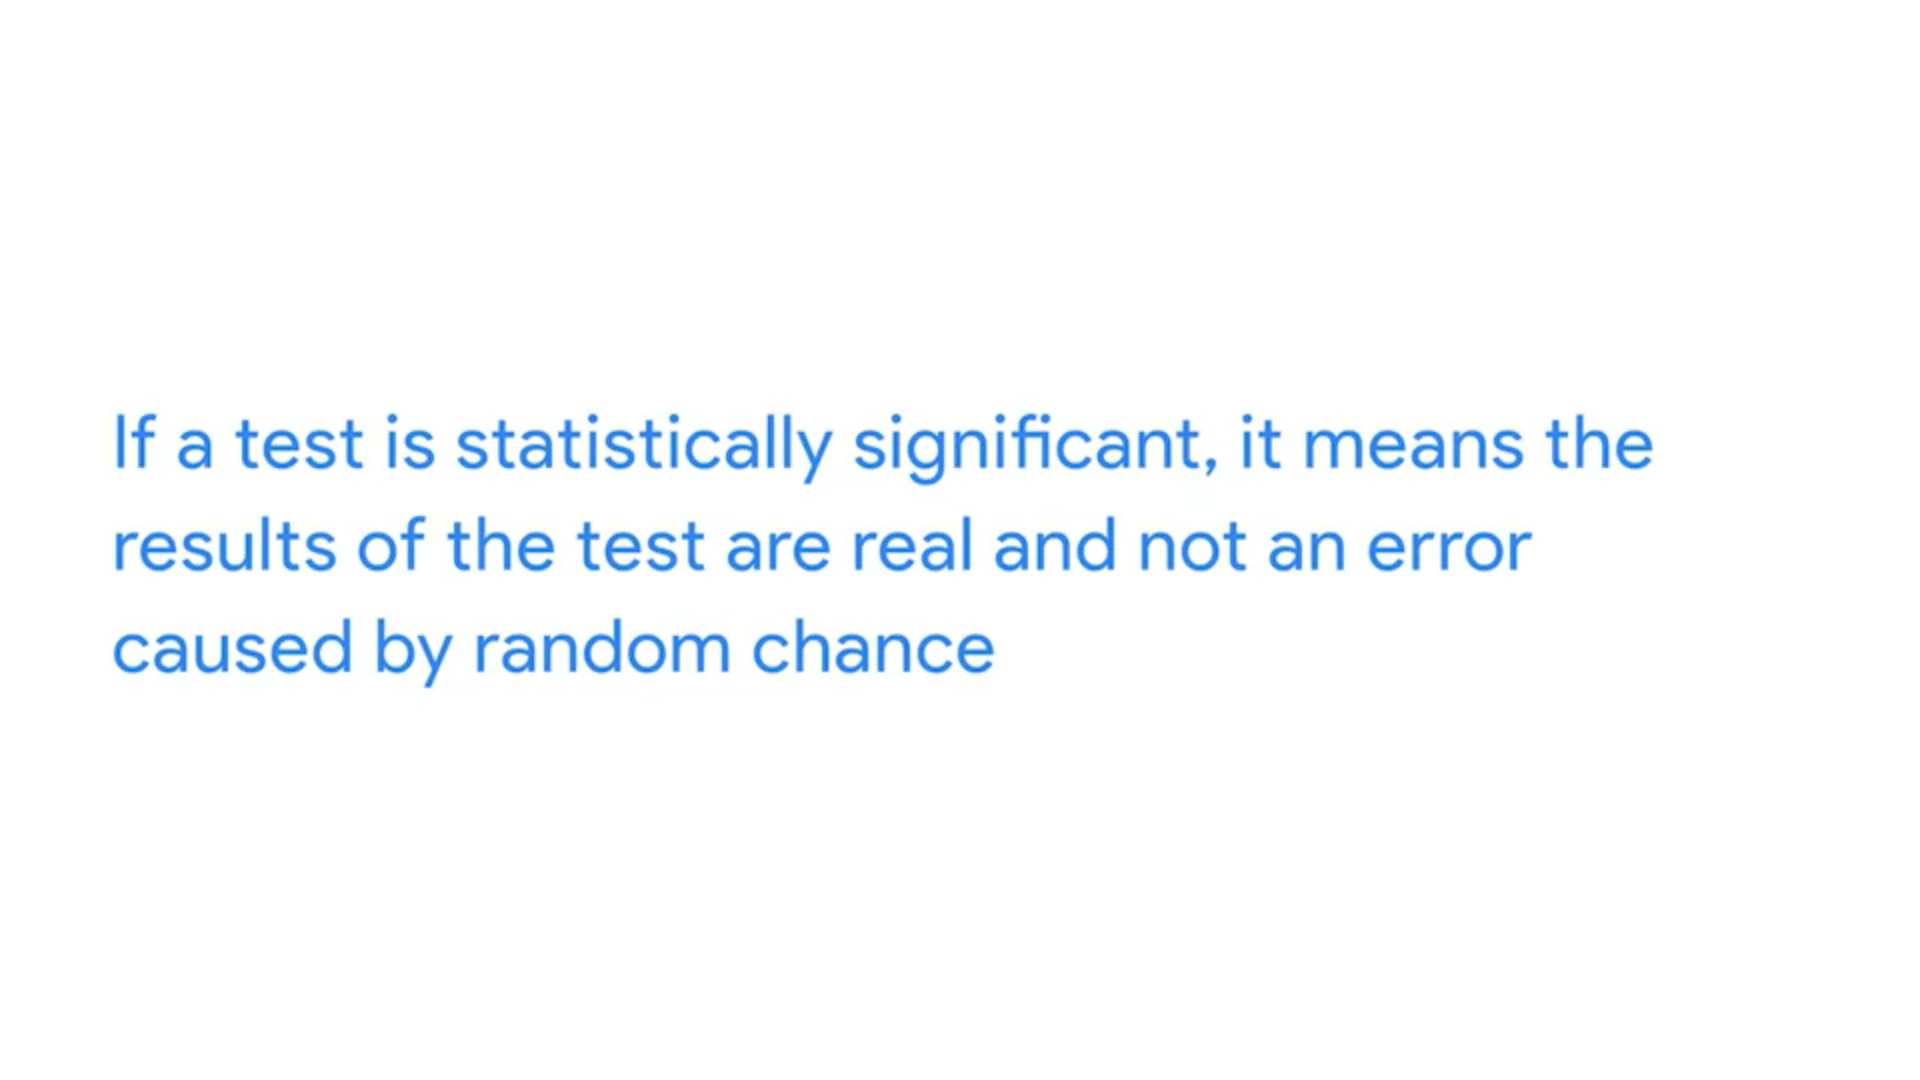 If a test is statistically significant, it means the
results of the test are real and not an error
caused by random chance